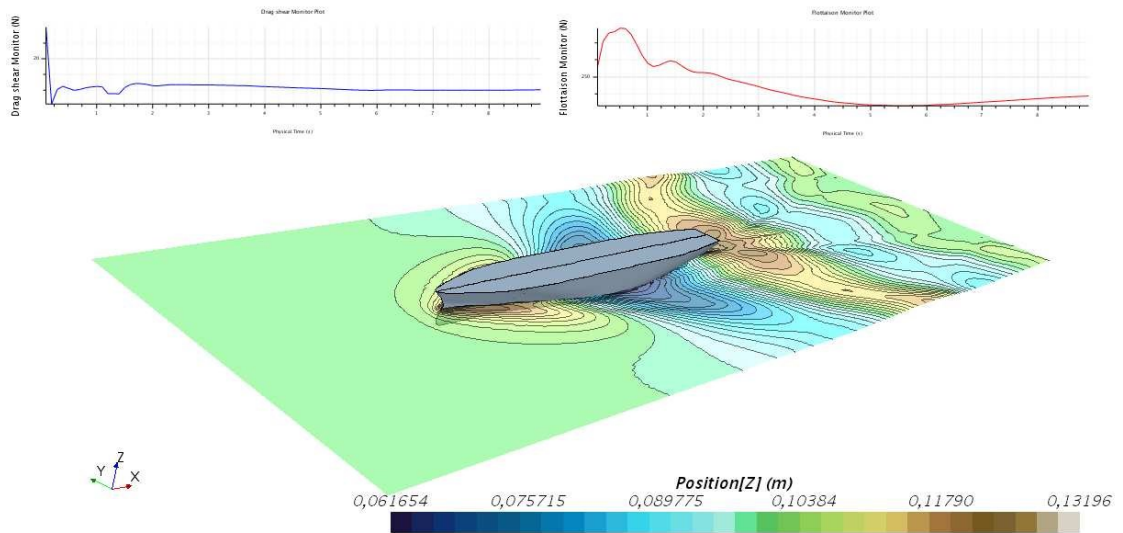 Drag shear Monitor Plot
Drag shear Monitor (N)
20
1 2 3 4 5 6 7 8
Physical Time (s)
Flottaison Monitor Plot
Flottaison Monitor (N)
250
1 2 3 4 5 6 7 8
Physical Time (s)
Z
Y
X
Position[Z] (m)
0,061654 0,075715 0,089775 0,10384 0,11790 0,13196